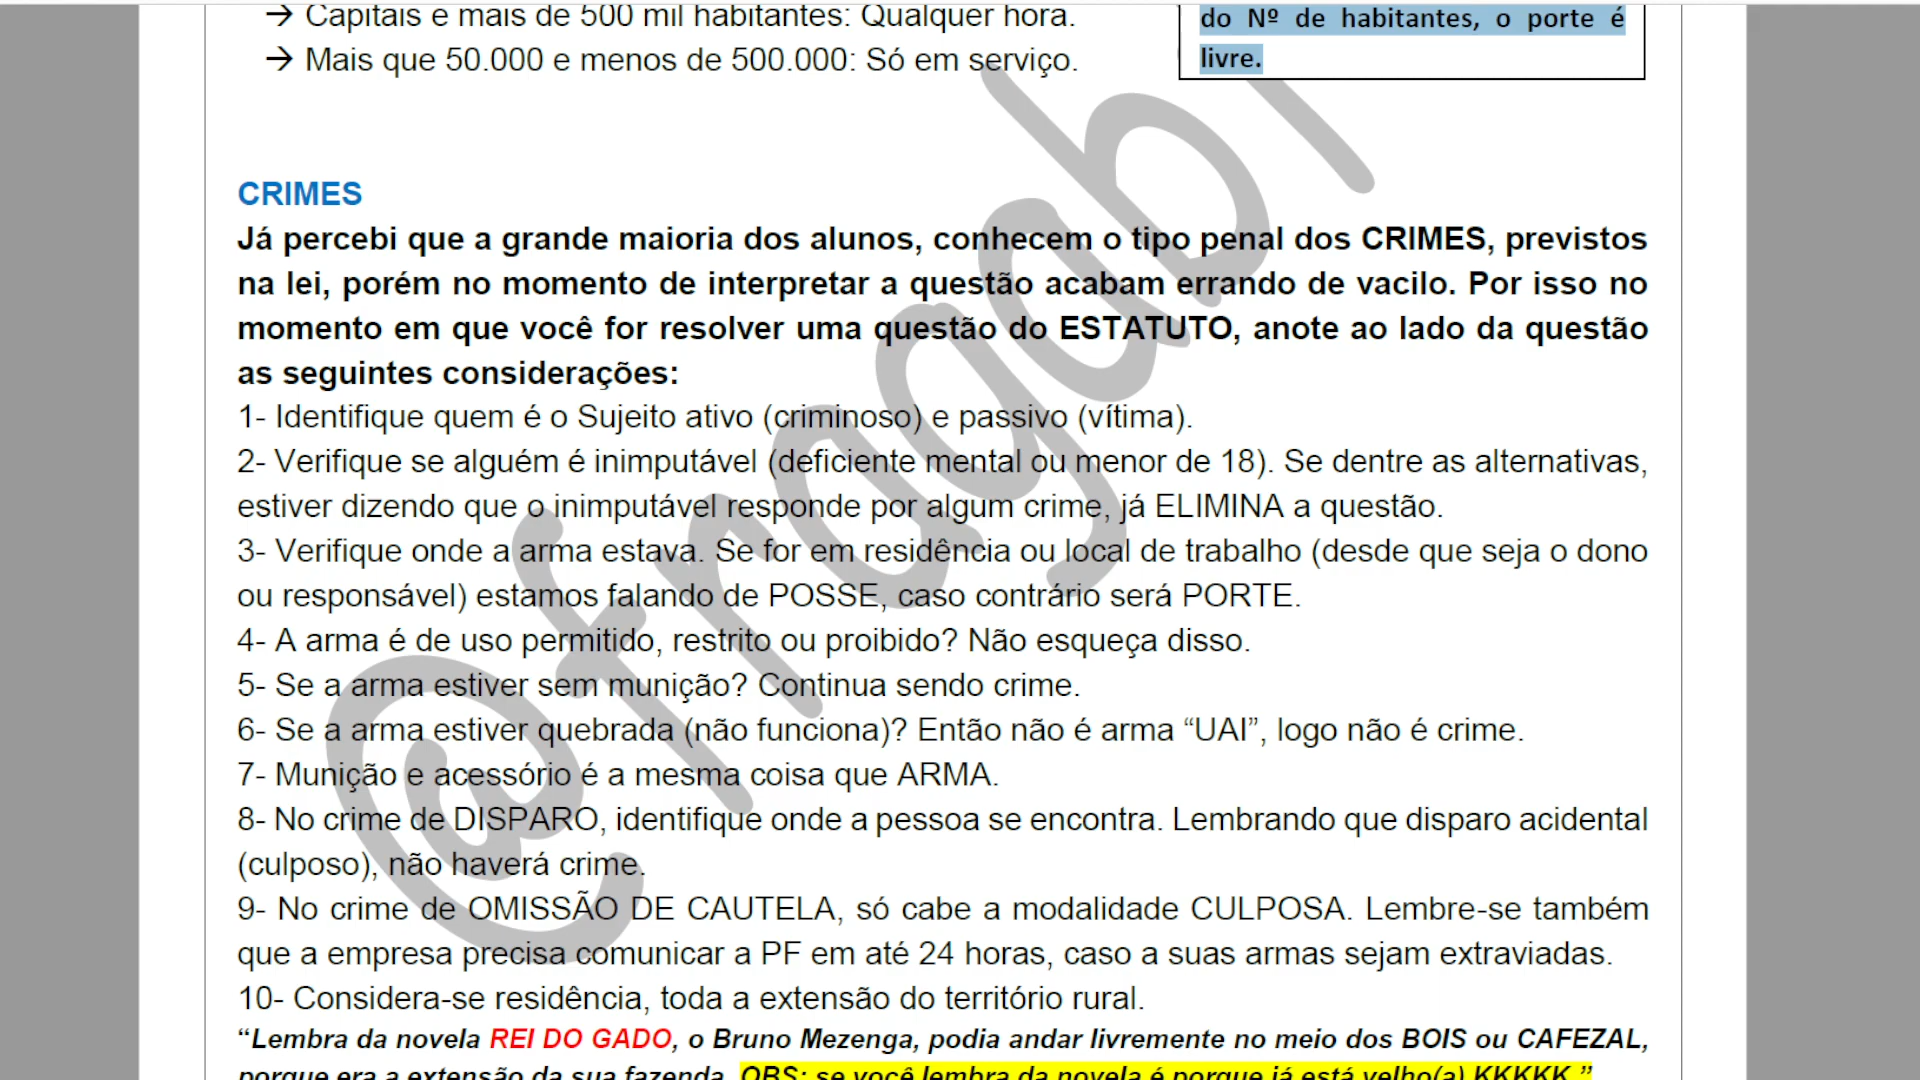 → Capitais e mais de 500 mil habitantes: Qualquer hora.
→ Mais que 50.000 e menos de 500.000: Só em serviço.
do Nº de habitantes, o porte é
livre.
CRIMES
Já percebi que a grande maioria dos alunos, conhecem o tipo penal dos CRIMES, previstos
na lei, porém no momento de interpretar a questão acabam errando de vacilo. Por isso no
momento em que você for resolver uma questão do ESTATUTO, anote ao lado da questão
as seguintes considerações:
1- Identifique quem é o Sujeito ativo (criminoso) e passivo (vítima).
2- Verifique se alguém é inimputável (deficiente mental ou menor de 18). Se dentre as alternativas,
estiver dizendo que o inimputável responde por algum crime, já ELIMINA a questão.
3- Verifique onde a arma estava. Se for em residência ou local de trabalho (desde que seja o dono
ou responsável) estamos falando de POSSE, caso contrário será PORTE.
4- A arma é de uso permitido, restrito ou proibido? Não esqueça disso.
5- Se a arma estiver sem munição? Continua sendo crime.
6- Se a arma estiver quebrada (não funciona)? Então não é arma “UAI”, logo não é crime.
7- Munição e acessório é a mesma coisa que ARMA.
8- No crime de DISPARO, identifique onde a pessoa se encontra. Lembrando que disparo acidental
(culposo), não haverá crime.
9- No crime de OMISSÃO DE CAUTELA, só cabe a modalidade CULPOSA. Lembre-se também
que a empresa precisa comunicar a PF em até 24 horas, caso a suas armas sejam extraviadas.
10- Considera-se residência, toda a extensão do território rural.
“Lembra da novela REI DO GADO, o Bruno Mezenga, podia andar livremente no meio dos BOIS ou CAFEZAL,
porque era a extensão da sua fazenda. OBS: se você lembra da novela é porque já está velho(a) KKKKK.”